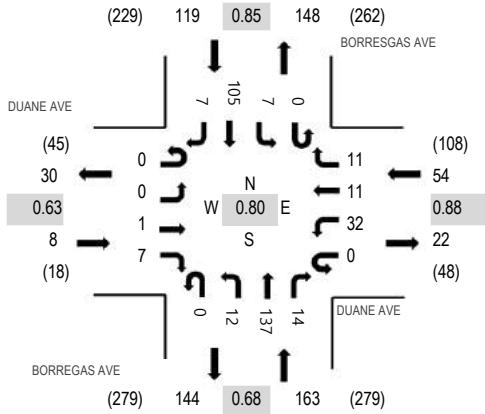 (229) 119 0.85 148 (262)
BORRESGAS AVE
7 105 7 0
DUANE AVE
(45) (108)
30 0 11 54
0.63 0 N 11 0.88
W 0.80 E
8 1 S 32 22
(18) 7 0 (48)
0 12 137 14
DUANE AVE
BORREGAS AVE
(279) 144 0.68 163 (279)